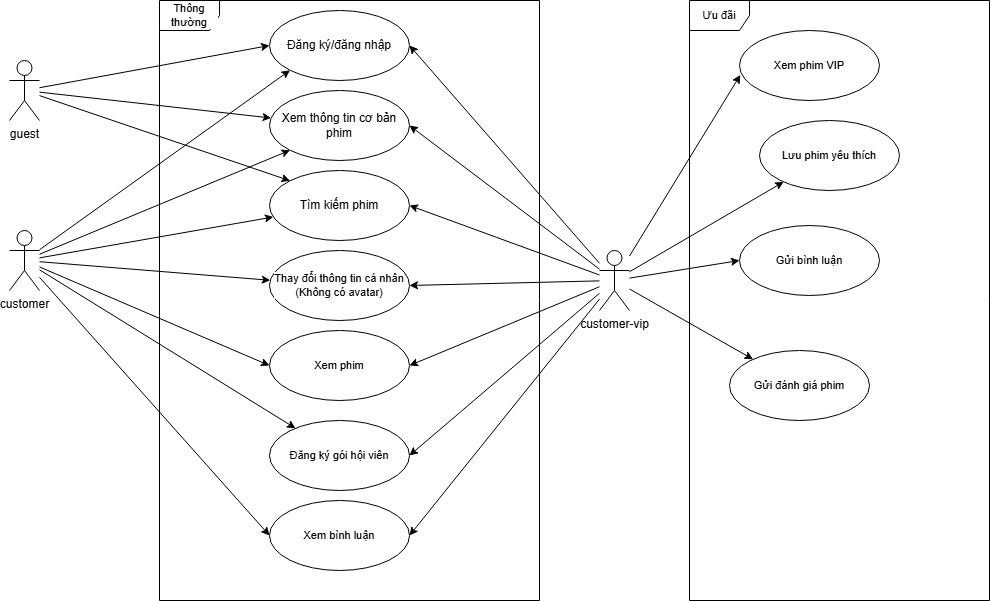 Thông
thường
Ưu đãi
Đăng ký/đăng nhập
Xem phim VIP
guest
Xem thông tin cơ bản
phim
Lưu phim yêu thích
Tìm kiếm phim
customer
Thay đổi thông tin cá nhân
(Không có avatar)
customer-vip
Gửi bình luận
Xem phim
Gửi đánh giá phim
Đăng ký gói hội viên
Xem bình luận